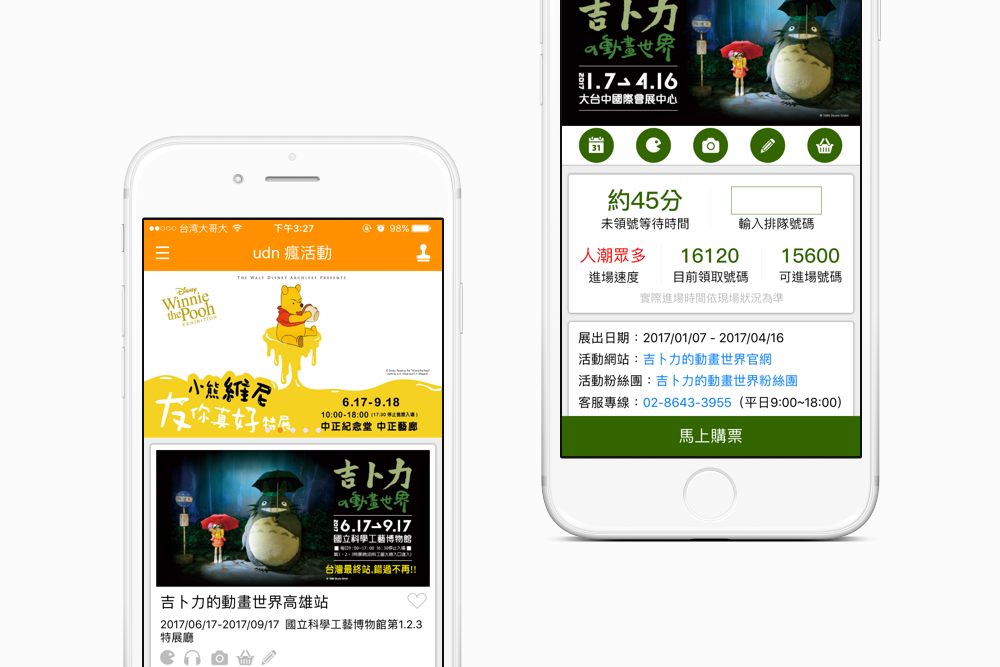 台湾大哥大
下午3:27
98%
udn 瘋活動
THE WALT DISNEY ARCHIVES PRESENTS
Disney
Winnie
the Pooh
EXHIBITION
小熊維尼
友你真好特展
6.17-9.18
10:00-18:00 (17:30 停止售票入場)
中正紀念堂 中正藝廊
吉卜力
の動畫世界
2017
6.17→9.17
國立科學工藝博物館
台灣最終站,錯過不再!!
吉卜力的動畫世界高雄站
2017/06/17-2017/09/17 國立科學工藝博物館第1.2.3
特展廳
吉卜力
の動畫世界
2017
1.7→4.16
大台中國際會展中心
31
約45分
未領號等待時間
輸入排隊號碼
人潮眾多
進場速度
16120
目前領取號碼
15600
可進場號碼
實際進場時間依現場狀況為準
展出日期：2017/01/07 - 2017/04/16
活動網站：吉卜力的動畫世界官網
活動粉絲團：吉卜力的動畫世界粉絲團
客服專線：02-8643-3955（平日9:00~18:00）
馬上購票